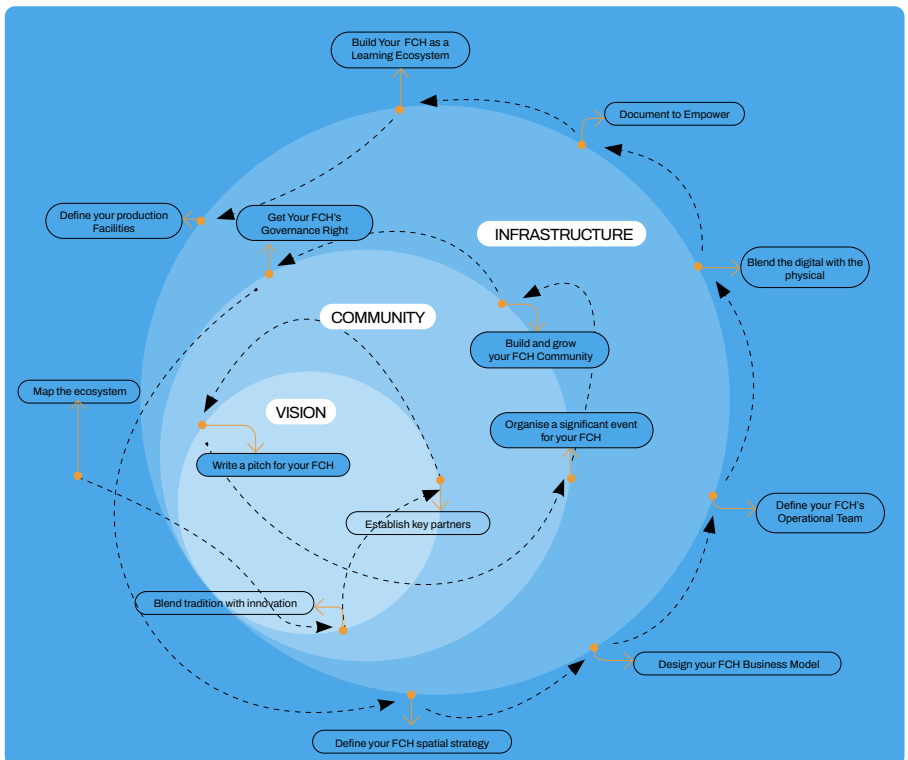 Build Your FCH as a
Learning Ecosystem
Document to Empower
Define your production
Facilities
Get Your FCH's
Governance Right
INFRASTRUCTURE
Blend the digital with the
physical
COMMUNITY
Build and grow
your FCH Community
Map the ecosystem
VISION
Organise a significant event
for your FCH
Write a pitch for your FCH
Establish key partners
Define your FCH's
Operational Team
Blend tradition with innovation
Design your FCH Business Model
Define your FCH spatial strategy